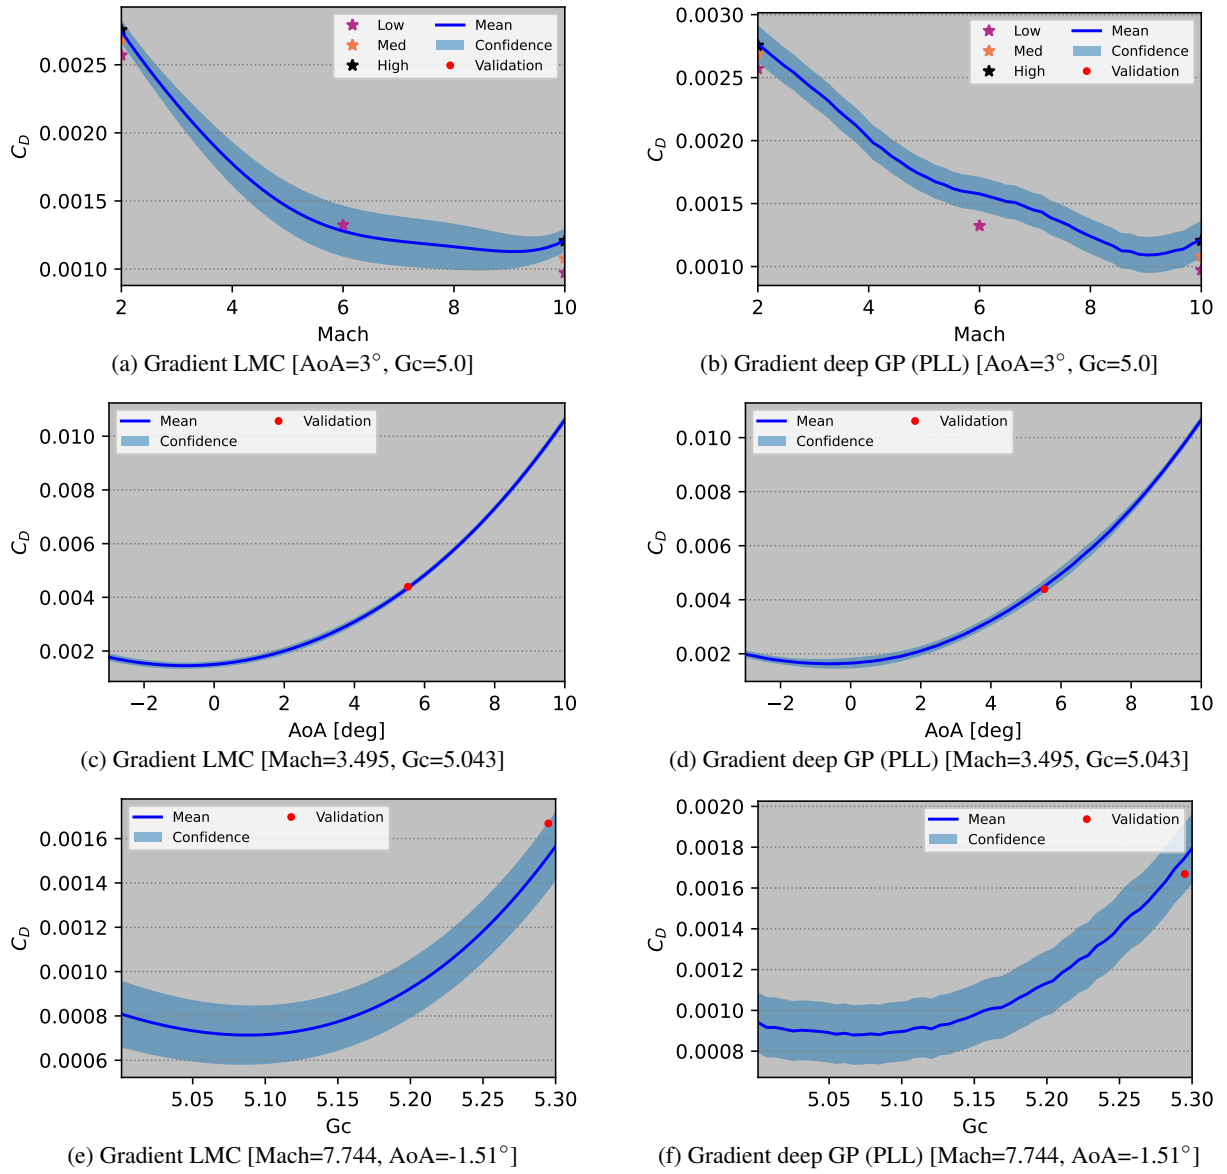 Low
Med
High
Mean
Confidence
Validation
0.0025
0.0020
0.0015
0.0010
C_D
2 4 6 8 10
Mach
(a) Gradient LMC [AoA=3°, Gc=5.0]
Low
Med
High
Mean
Confidence
Validation
0.0030
0.0025
0.0020
0.0015
0.0010
C_D
2 4 6 8 10
Mach
(b) Gradient deep GP (PLL) [AoA=3°, Gc=5.0]
Mean
Confidence
Validation
0.010
0.008
0.006
0.004
0.002
C_D
−2 0 2 4 6 8 10
AoA [deg]
(c) Gradient LMC [Mach=3.495, Gc=5.043]
Mean
Confidence
Validation
0.010
0.008
0.006
0.004
0.002
C_D
−2 0 2 4 6 8 10
AoA [deg]
(d) Gradient deep GP (PLL) [Mach=3.495, Gc=5.043]
Mean
Confidence
Validation
0.0016
0.0014
0.0012
0.0010
0.0008
0.0006
C_D
5.05 5.10 5.15 5.20 5.25 5.30
Gc
(e) Gradient LMC [Mach=7.744, AoA=-1.51°]
Mean
Confidence
Validation
0.0020
0.0018
0.0016
0.0014
0.0012
0.0010
0.0008
C_D
5.05 5.10 5.15 5.20 5.25 5.30
Gc
(f) Gradient deep GP (PLL) [Mach=7.744, AoA=-1.51°]